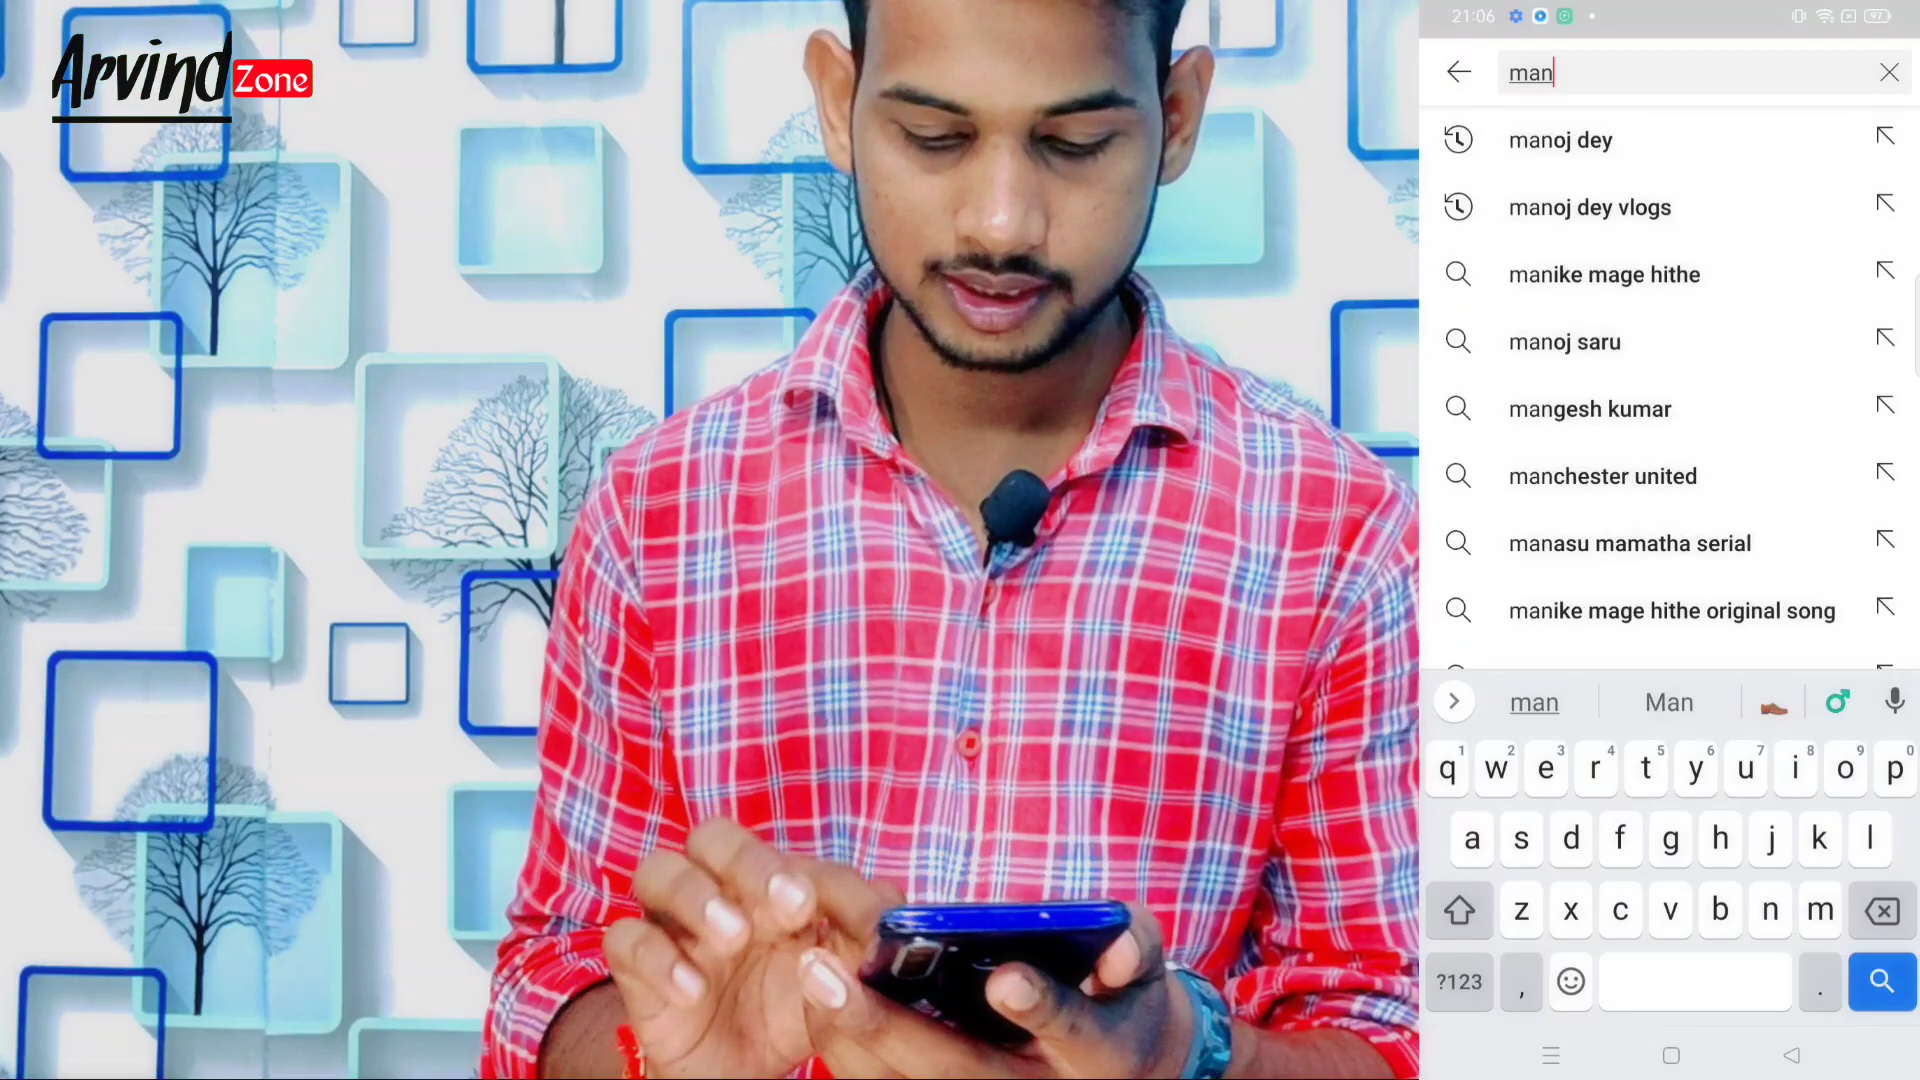 Arvind Zone
21:06
97
man
manoj dey
manoj dey vlogs
manike mage hithe
manoj saru
mangesh kumar
manchester united
manasu mamatha serial
manike mage hithe original song
man Man
1 2 3 4 5 6 7 8 9 0
q w e r t y u i o p
a s d f g h j k l
z x c v b n m
?123 , .